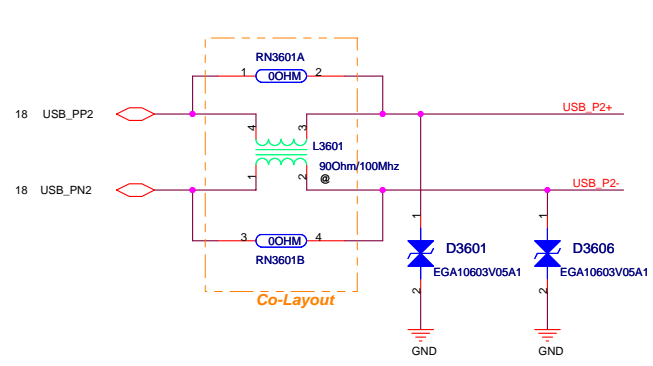 RN3601A
1 0OHM 2
18 USB_PP2
USB_P2+
4 3
L3601
90Ohm/100Mhz
@
1 2
18 USB_PN2
USB_P2-
3 0OHM 4
RN3601B
1 1
D3601 D3606
EGA10603V05A1 EGA10603V05A1
2 2
Co-Layout
GND GND